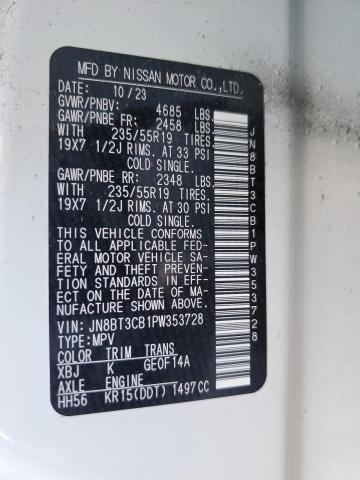 MFD BY NISSAN MOTOR CO.,LTD.
DATE: 10/23
GVWR/PNBV: 4685 LBS.
GAWR/PNBE FR: 2458 LBS.
WITH 235/55R19 TIRES
19X7 1/2J RIMS. AT 33 PSI
COLD SINGLE.
GAWR/PNBE RR: 2348 LBS.
WITH 235/55R19 TIRES
19X7 1/2J RIMS. AT 30 PSI
COLD SINGLE.
THIS VEHICLE CONFORMS
TO ALL APPLICABLE FED-
ERAL MOTOR VEHICLE SA-
FETY AND THEFT PREVEN-
TION STANDARDS IN EFF-
ECT ON THE DATE OF MA-
NUFACTURE SHOWN ABOVE.
VIN: JN8BT3CB1PW353728
TYPE:MPV
COLOR TRIM TRANS
XBJ K GE0F14A
AXLE ENGINE
HH56 KR15(DDT) 1497CC
JN8BT3CB1PW353728